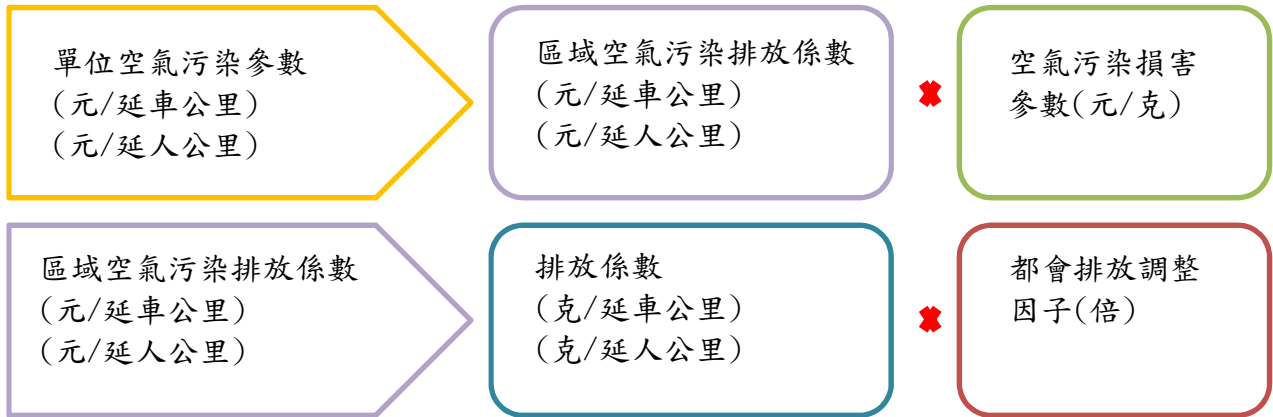 單位空氣污染參數
(元/延車公里)
(元/延人公里)
區域空氣污染排放係數
(元/延車公里)
(元/延人公里)
空氣污染損害
參數(元/克)
區域空氣污染排放係數
(元/延車公里)
(元/延人公里)
排放係數
(克/延車公里)
(克/延人公里)
都會排放調整
因子(倍)